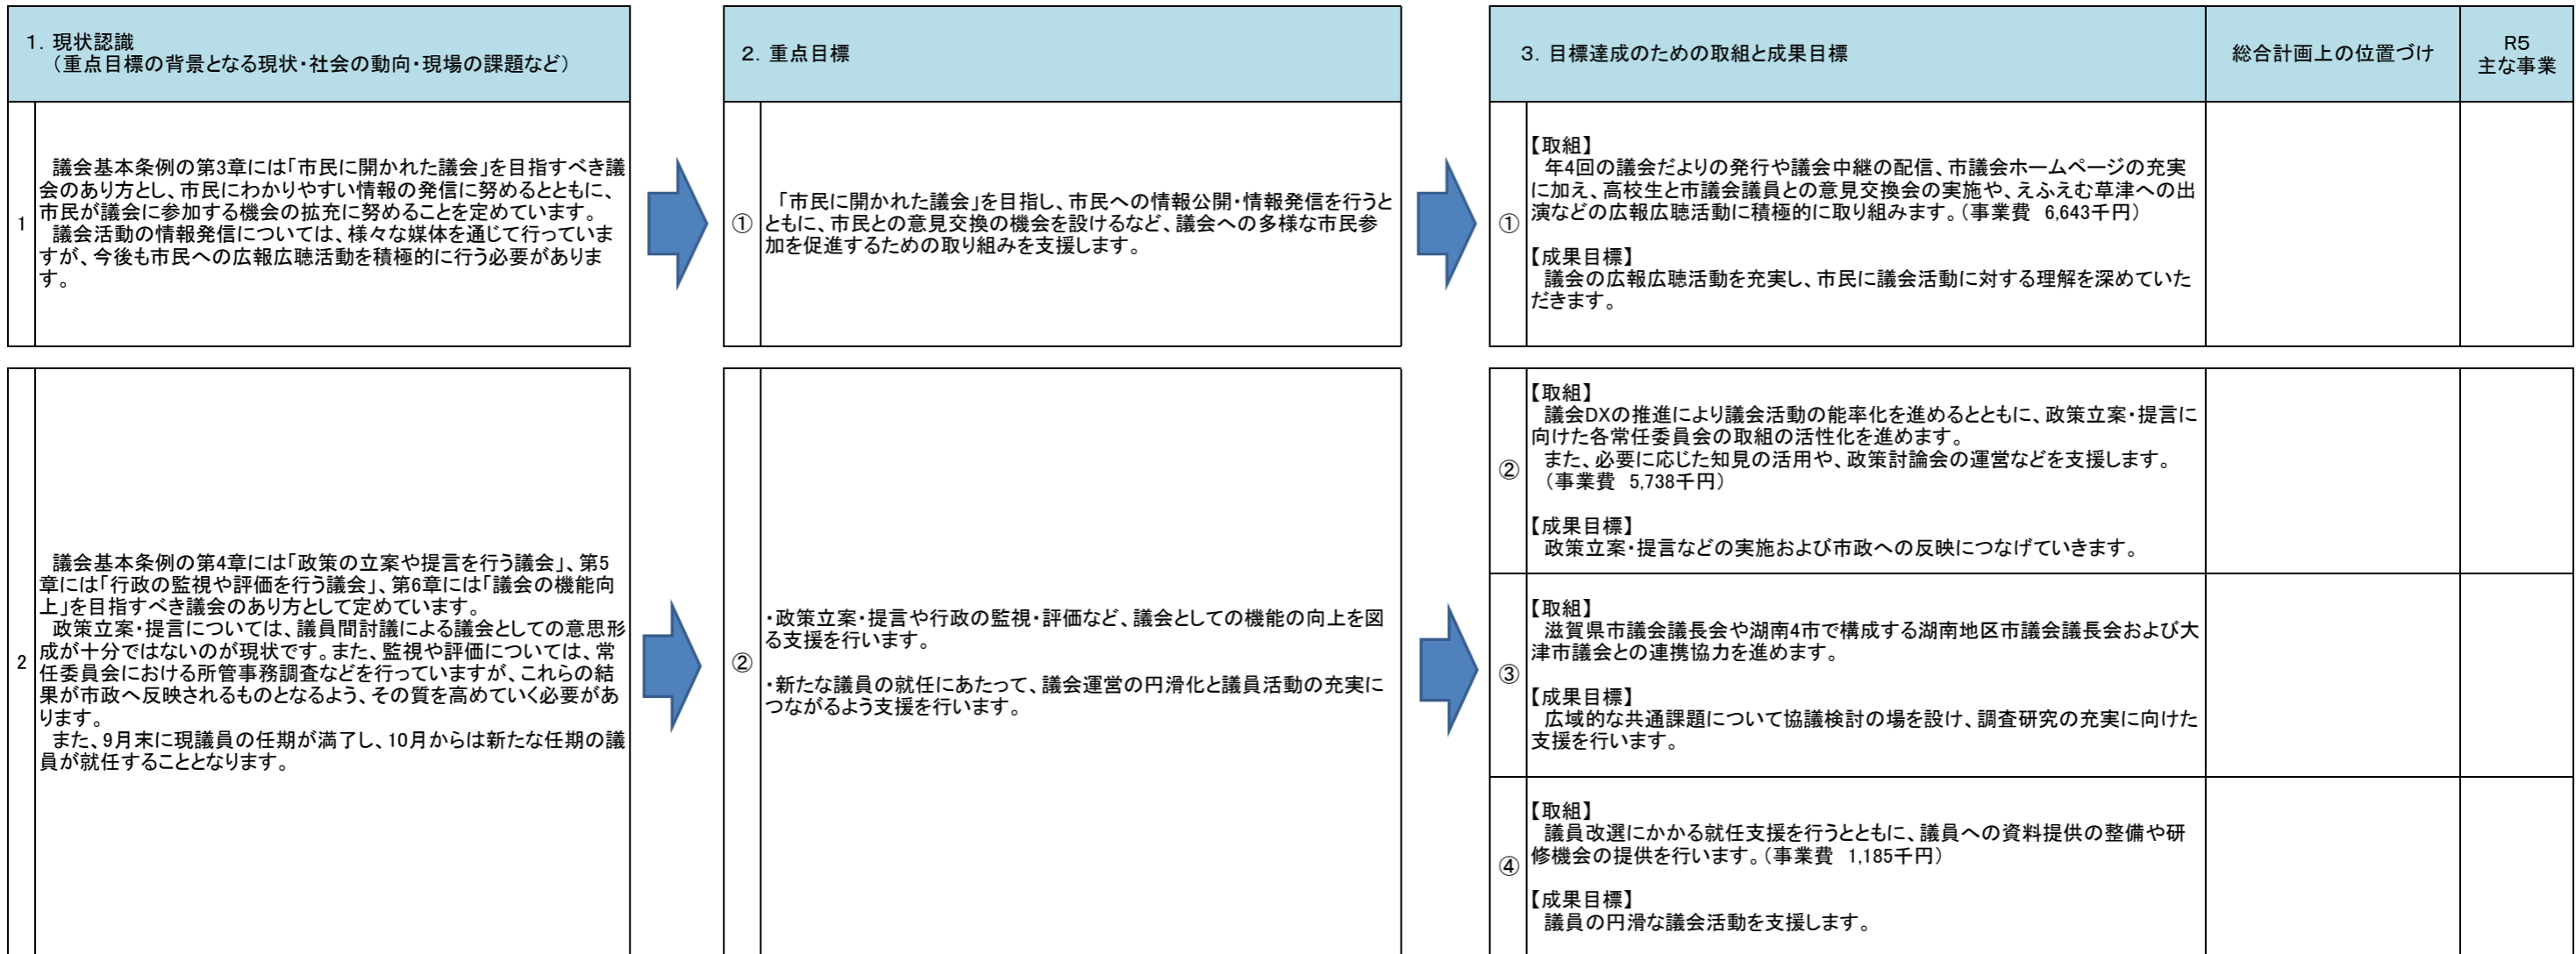 1．現状認識
（重点目標の背景となる現状・社会の動向・現場の課題など）
2．重点目標
3．目標達成のための取組と成果目標
総合計画上の位置づけ
R5
主な事業
1
議会基本条例の第3章には「市民に開かれた議会」を目指すべき議
会のあり方とし、市民にわかりやすい情報の発信に努めるとともに、
市民が議会に参加する機会の拡充に努めることを定めています。
議会活動の情報発信については、様々な媒体を通じて行っていま
すが、今後も市民への広報広聴活動を積極的に行う必要がありま
す。
①
「市民に開かれた議会」を目指し、市民への情報公開・情報発信を行うと
ともに、市民との意見交換の機会を設けるなど、議会への多様な市民参
加を促進するための取り組みを支援します。
①
【取組】
年4回の議会だよりの発行や議会中継の配信、市議会ホームページの充実
に加え、高校生と市議会議員との意見交換会の実施や、えふえむ草津への出
演などの広報広聴活動に積極的に取り組みます。（事業費　6,643千円）
【成果目標】
議会の広報広聴活動を充実し、市民に議会活動に対する理解を深めていた
だきます。
2
議会基本条例の第4章には「政策の立案や提言を行う議会」、第5
章には「行政の監視や評価を行う議会」、第6章には「議会の機能向
上」を目指すべき議会のあり方として定めています。
政策立案・提言については、議員間討議による議会としての意思形
成が十分ではないのが現状です。また、監視や評価については、常
任委員会における所管事務調査などを行っていますが、これらの結
果が市政へ反映されるものとなるよう、その質を高めていく必要があ
ります。
また、9月末に現議員の任期が満了し、10月からは新たな任期の議
員が就任することとなります。
②
・政策立案・提言や行政の監視・評価など、議会としての機能の向上を図
る支援を行います。
・新たな議員の就任にあたって、議会運営の円滑化と議員活動の充実に
つながるよう支援を行います。
②
【取組】
議会DXの推進により議会活動の能率化を進めるとともに、政策立案・提言に
向けた各常任委員会の取組の活性化を進めます。
また、必要に応じた知見の活用や、政策討論会の運営などを支援します。
（事業費　5,738千円）
【成果目標】
政策立案・提言などの実施および市政への反映につなげていきます。
③
【取組】
滋賀県市議会議長会や湖南4市で構成する湖南地区市議会議長会および大
津市議会との連携協力を進めます。
【成果目標】
広域的な共通課題について協議検討の場を設け、調査研究の充実に向けた
支援を行います。
④
【取組】
議員改選にかかる就任支援を行うとともに、議員への資料提供の整備や研
修機会の提供を行います。（事業費　1,185千円）
【成果目標】
議員の円滑な議会活動を支援します。